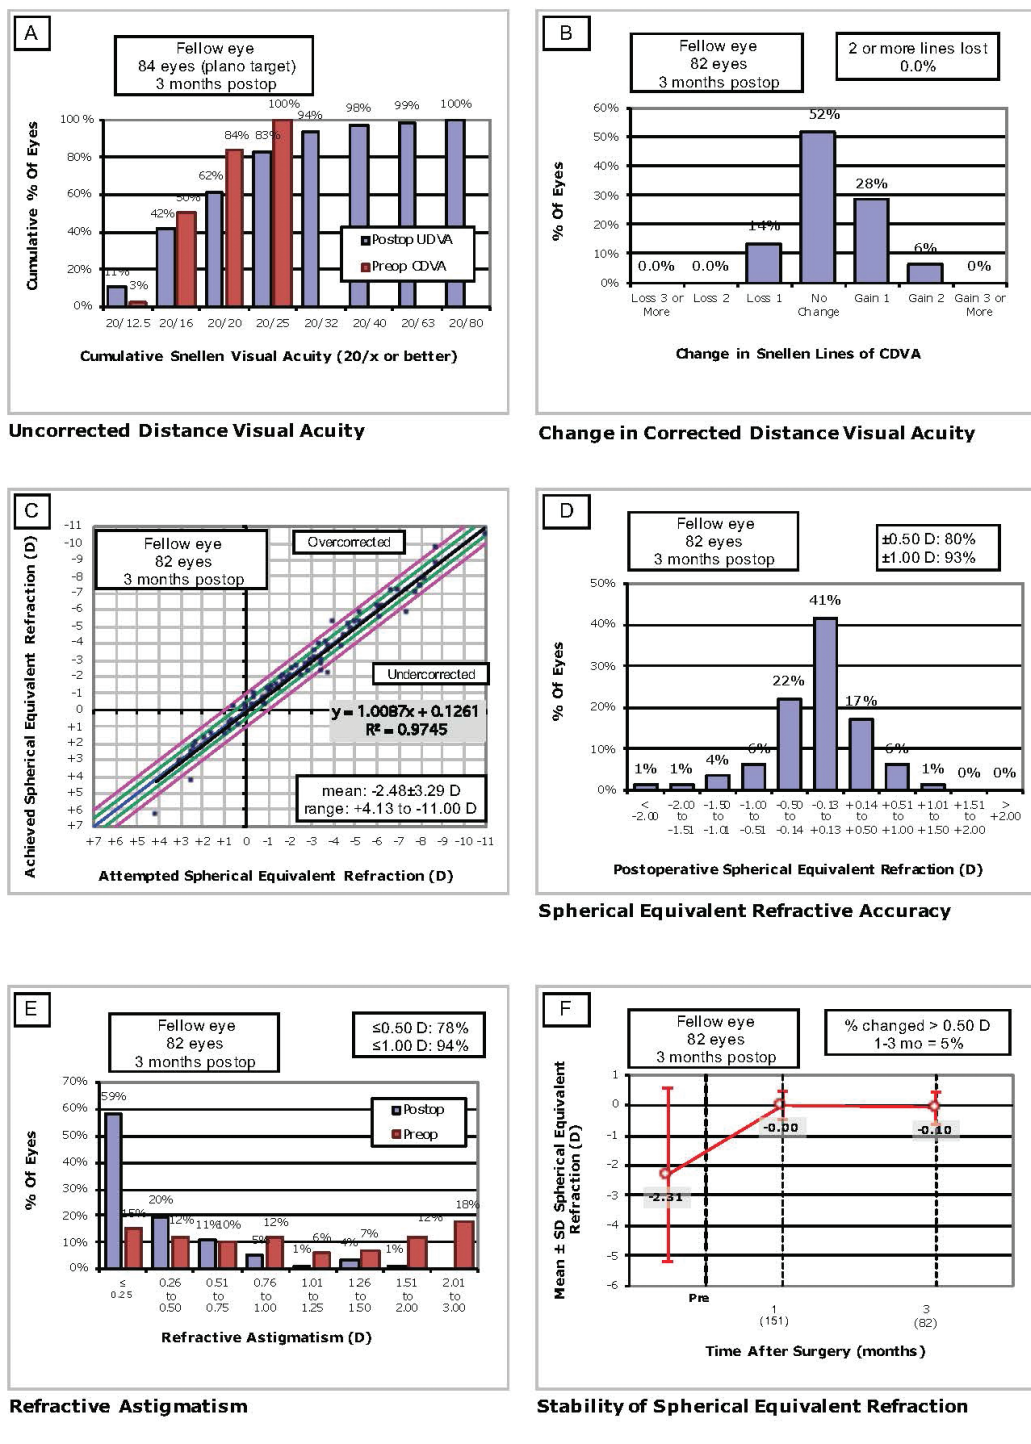 A
Fellow eye
84 eyes (plano target)
3 months postop
Cumulative % Of Eyes
100 %
80%
60%
40%
20%
0%
11%
3%
42%
50%
62%
84%
83%
100%
94%
98%
99%
100%
Postop UDVA
Preop CDVA
20/12.5 20/16 20/20 20/25 20/32 20/40 20/63 20/80
Cumulative Snellen Visual Acuity (20/x or better)
Uncorrected Distance Visual Acuity
B
Fellow eye
82 eyes
3 months postop
2 or more lines lost
0.0%
% Of Eyes
60%
50%
40%
30%
20%
10%
0%
0.0% 0.0% 14% 52% 28% 6% 0%
Loss 3 or More
Loss 2
Loss 1
No Change
Gain 1
Gain 2
Gain 3 or More
Change in Snellen Lines of CDVA
Change in Corrected Distance Visual Acuity
C
Fellow eye
82 eyes
3 months postop
Overcorrected
Undercorrected
y = 1.0087x + 0.1261
R² = 0.9745
mean: -2.48±3.29 D
range: +4.13 to -11.00 D
Achieved Spherical Equivalent Refraction (D)
-11
-10
-9
-8
-7
-6
-5
-4
-3
-2
-1
0
+1
+2
+3
+4
+5
+6
+7
+7 +6 +5 +4 +3 +2 +1 0 -1 -2 -3 -4 -5 -6 -7 -8 -9 -10 -11
Attempted Spherical Equivalent Refraction (D)
D
Fellow eye
82 eyes
3 months postop
±0.50 D: 80%
±1.00 D: 93%
% Of Eyes
50%
40%
30%
20%
10%
0%
1% 1% 4% 6% 22% 41% 17% 6% 1% 0% 0%
< -2.00
-2.00 to -1.51
-1.50 to -1.01
-1.00 to -0.51
-0.50 to -0.14
-0.13 to +0.13
+0.14 to +0.50
+0.51 to +1.00
+1.01 to +1.50
+1.51 to +2.00
> +2.00
Postoperative Spherical Equivalent Refraction (D)
Spherical Equivalent Refractive Accuracy
E
Fellow eye
82 eyes
3 months postop
≤0.50 D: 78%
≤1.00 D: 94%
% Of Eyes
70%
60%
50%
40%
30%
20%
10%
0%
59% 15% 20% 12% 11% 10% 5% 12% 1% 6% 4% 7% 1% 12% 18%
Postop
Preop
≤ 0.25
0.26 to 0.50
0.51 to 0.75
0.76 to 1.00
1.01 to 1.25
1.26 to 1.50
1.51 to 2.00
2.01 to 3.00
Refractive Astigmatism (D)
Refractive Astigmatism
F
Fellow eye
82 eyes
3 months postop
% changed > 0.50 D
1-3 mo = 5%
Mean ± SD Spherical Equivalent Refraction (D)
1
0
-1
-2
-3
-4
-5
-6
-2.31
-0.00
-0.10
Pre
1
(151)
3
(82)
Time After Surgery (months)
Stability of Spherical Equivalent Refraction